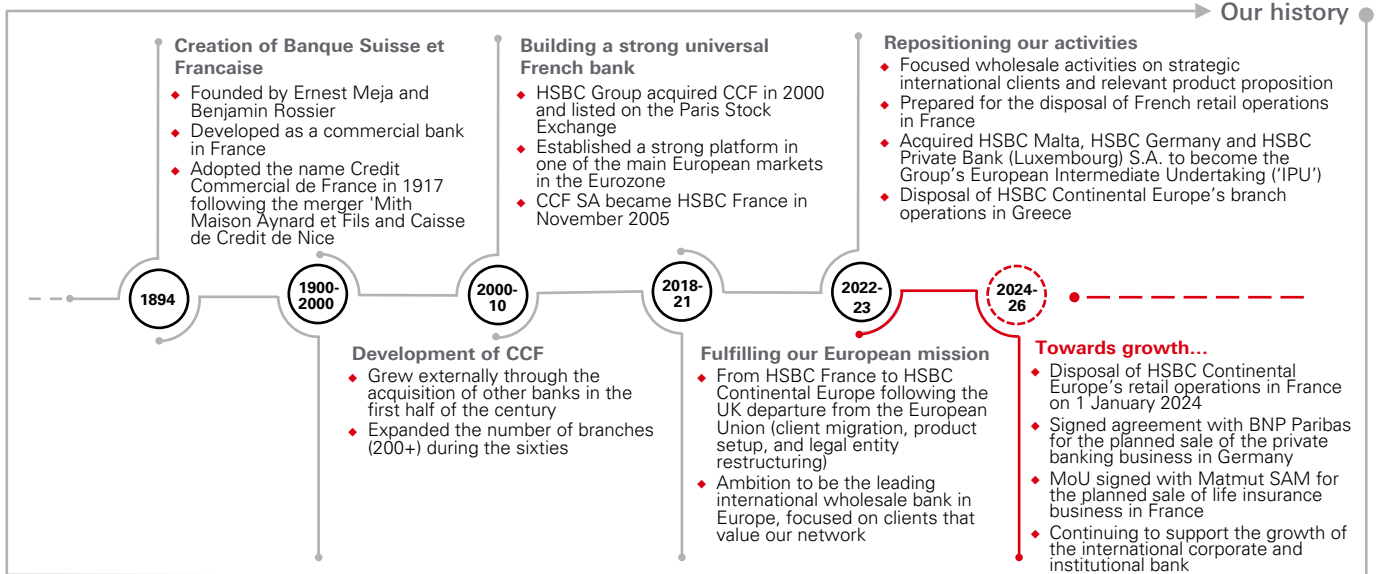 Our history
Creation of Banque Suisse et
Francaise
◆ Founded by Ernest Meja and
Benjamin Rossier
◆ Developed as a commercial bank
in France
◆ Adopted the name Credit
Commercial de France in 1917
following the merger 'Mith
Maison Aynard et Fils and Caisse
de Credit de Nice
Building a strong universal
French bank
◆ HSBC Group acquired CCF in 2000
and listed on the Paris Stock
Exchange
◆ Established a strong platform in
one of the main European markets
in the Eurozone
◆ CCF SA became HSBC France in
November 2005
Repositioning our activities
◆ Focused wholesale activities on strategic
international clients and relevant product proposition
◆ Prepared for the disposal of French retail operations
in France
◆ Acquired HSBC Malta, HSBC Germany and HSBC
Private Bank (Luxembourg) S.A. to become the
Group's European Intermediate Undertaking ('IPU')
◆ Disposal of HSBC Continental Europe's branch
operations in Greece
1894
1900-
2000
2000-
10
2018-
21
2022-
23
2024-
26
Development of CCF
◆ Grew externally through the
acquisition of other banks in the
first half of the century
◆ Expanded the number of branches
(200+) during the sixties
Fulfilling our European mission
◆ From HSBC France to HSBC
Continental Europe following the
UK departure from the European
Union (client migration, product
setup, and legal entity
restructuring)
◆ Ambition to be the leading
international wholesale bank in
Europe, focused on clients that
value our network
Towards growth…
◆ Disposal of HSBC Continental
Europe's retail operations in France
on 1 January 2024
◆ Signed agreement with BNP Paribas
for the planned sale of the private
banking business in Germany
◆ MoU signed with Matmut SAM for
the planned sale of life insurance
business in France
◆ Continuing to support the growth of
the international corporate and
institutional bank